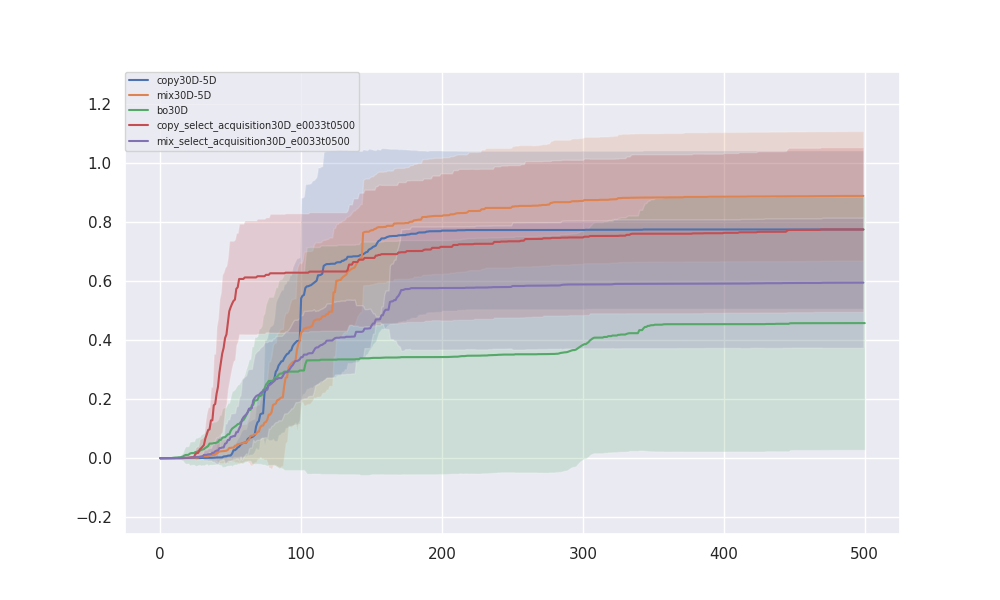 copy30D-5D
mix30D-5D
bo30D
copy_select_acquisition30D_e0033t0500
mix_select_acquisition30D_e0033t0500
1.2
1.0
0.8
0.6
0.4
0.2
0.0
−0.2
0 100 200 300 400 500